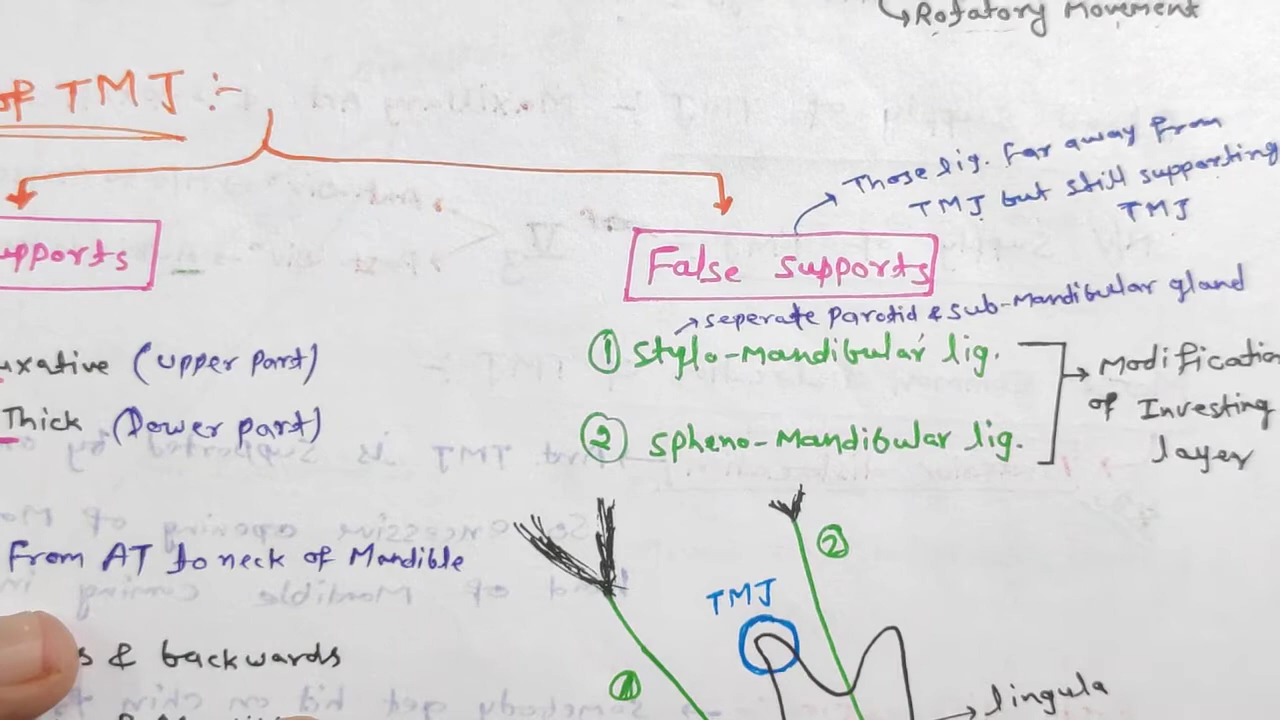 ↳Rotatory Movement
of TMJ :-
Those lig. far away from
TMJ but still supporting
TMJ
upports
False supports
seperate Parotid & sub-Mandibular gland
① stylo-Mandibular lig.
uxative (upper Part)
Modification
of Investing
layer
Thick (Lower part)
② spheno-Mandibular lig.
From AT to neck of Mandible
②
TMJ
s & backwards
①
lingula